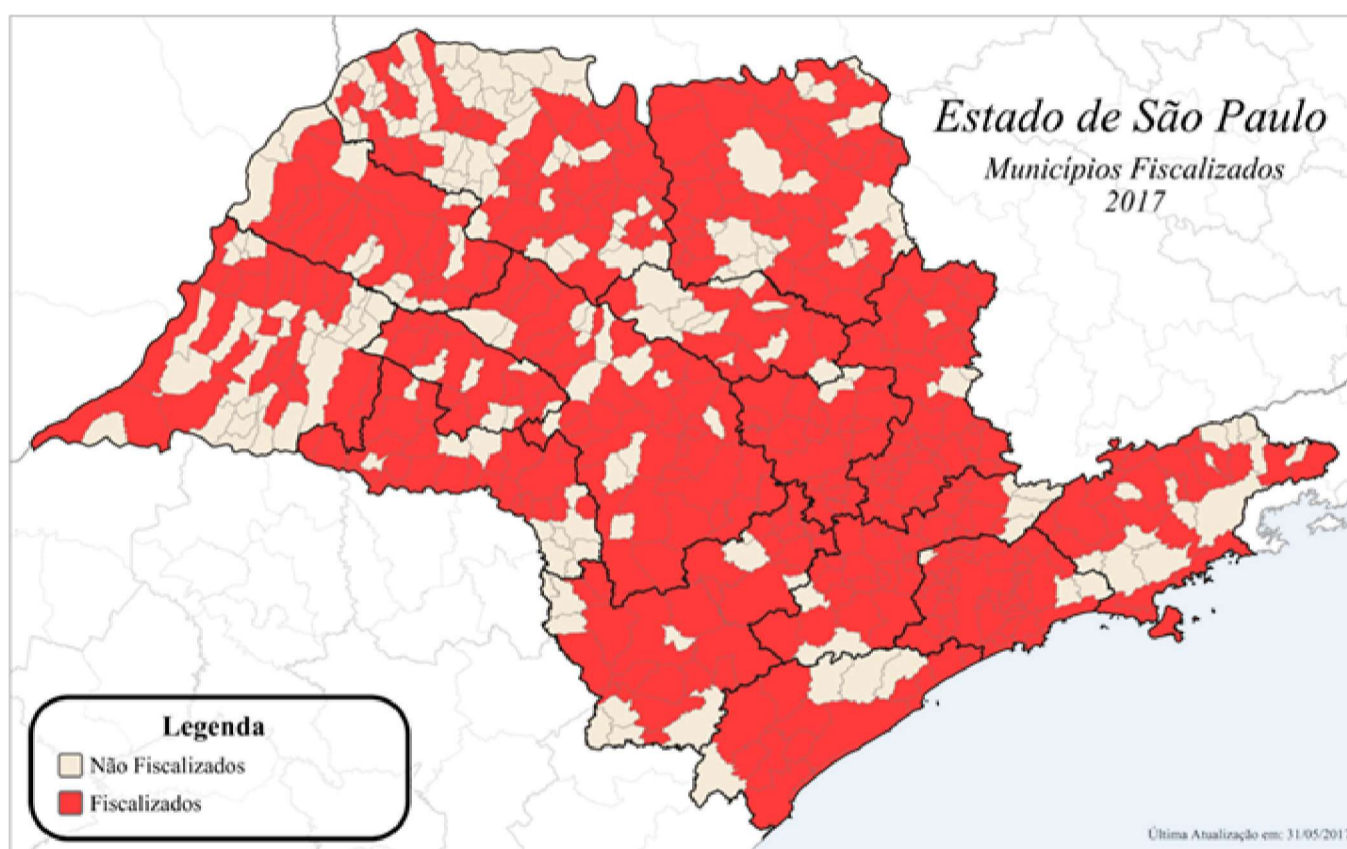 Estado de São Paulo
Municípios Fiscalizados
2017
Legenda
Não Fiscalizados
Fiscalizados
Última Atualização em: 31/05/2017